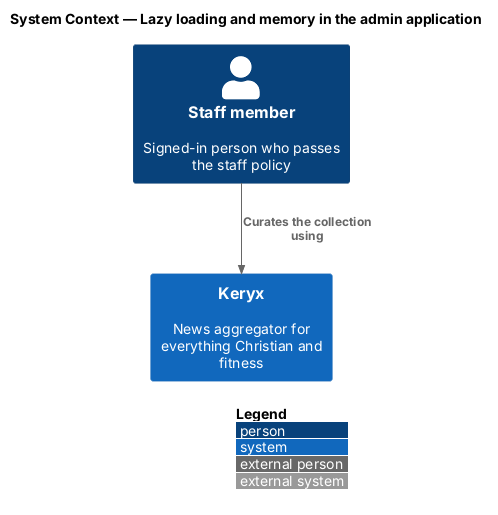 System Context — Lazy loading and memory in the admin application
Staff member
Signed-in person who passes
the staff policy
Curates the collection
using
Keryx
News aggregator for
everything Christian and
fitness
Legend
person
system
external person
external system